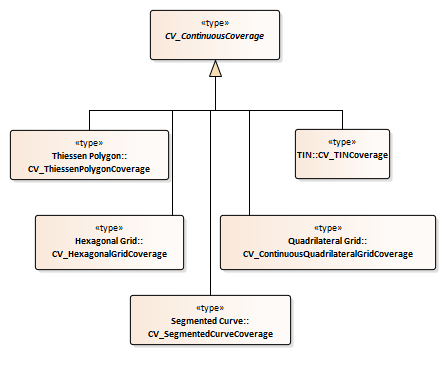 «type»
CV_ContinuousCoverage
«type»
Thiessen Polygon::
CV_ThiessenPolygonCoverage
«type»
TIN::CV_TINCoverage
«type»
Hexagonal Grid::
CV_HexagonalGridCoverage
«type»
Quadrilateral Grid::
CV_ContinuousQuadrilateralGridCoverage
«type»
Segmented Curve::
CV_SegmentedCurveCoverage